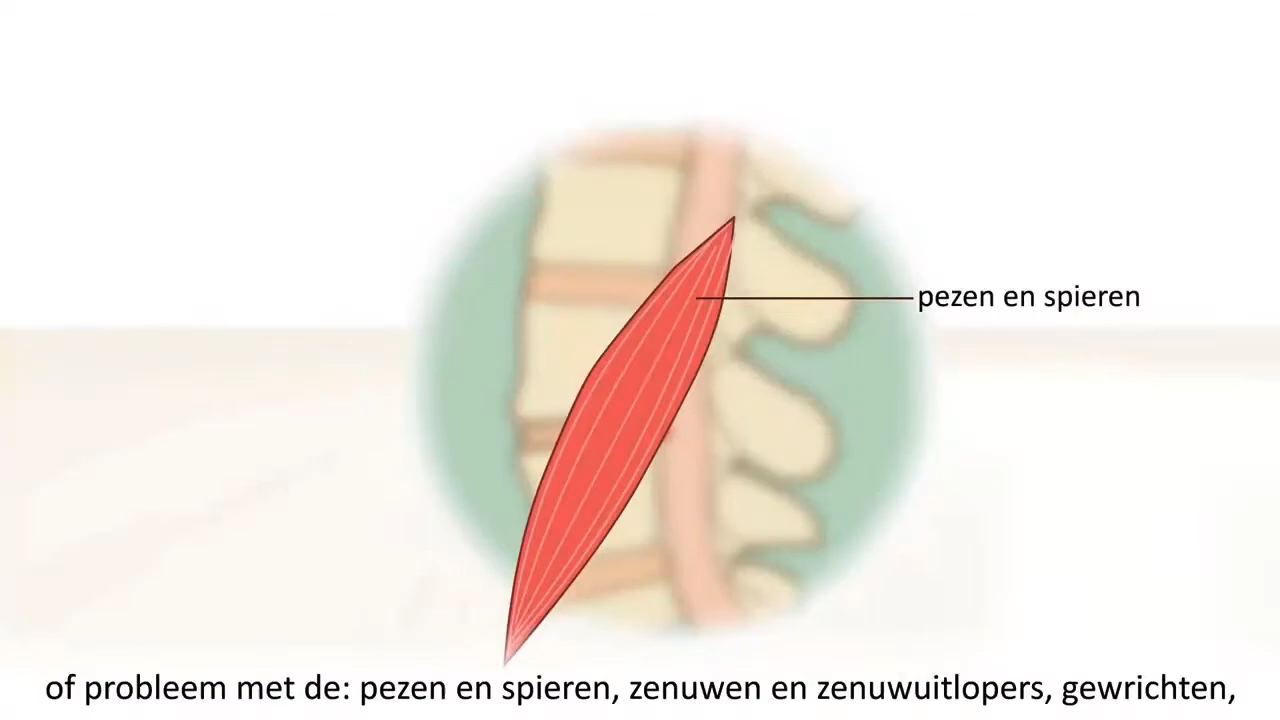 pezen en spieren
of probleem met de: pezen en spieren, zenuwen en zenuwuitlopers, gewrichten,